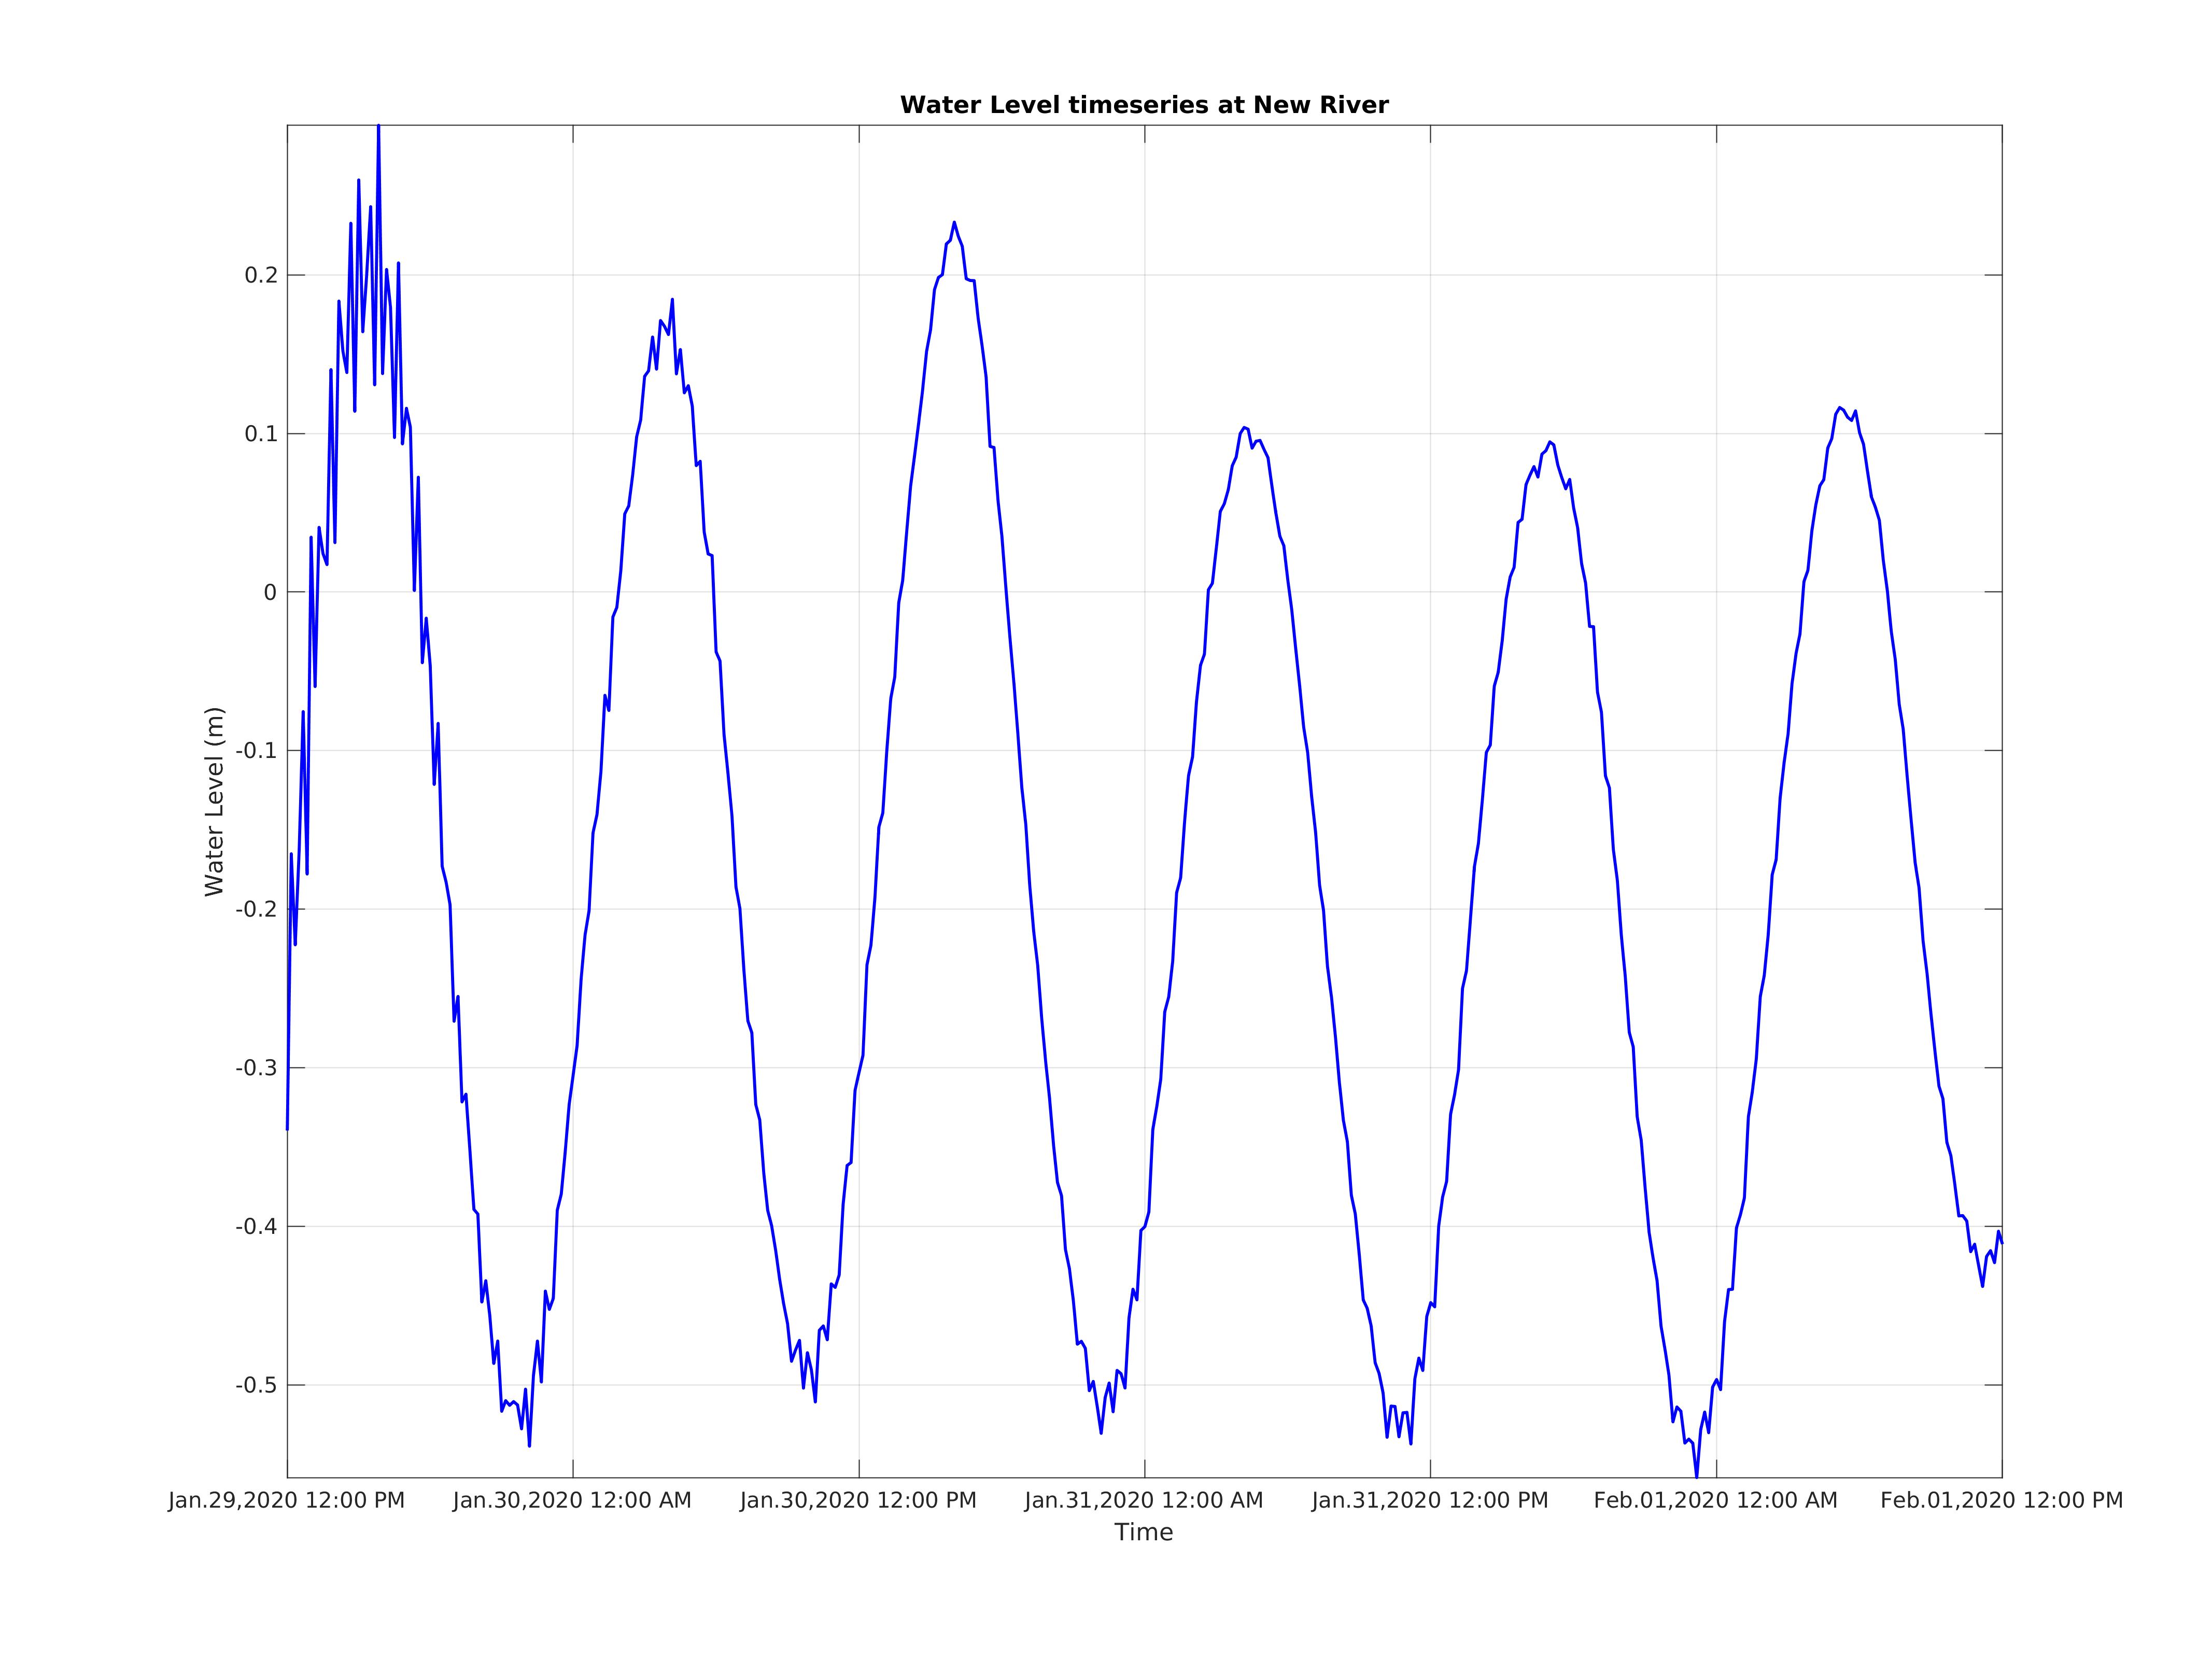 Water Level timeseries at New River
Water Level (m)
0.2
0.1
0
-0.1
-0.2
-0.3
-0.4
-0.5
Jan.29,2020 12:00 PM
Jan.30,2020 12:00 AM
Jan.30,2020 12:00 PM
Jan.31,2020 12:00 AM
Jan.31,2020 12:00 PM
Feb.01,2020 12:00 AM
Feb.01,2020 12:00 PM
Time